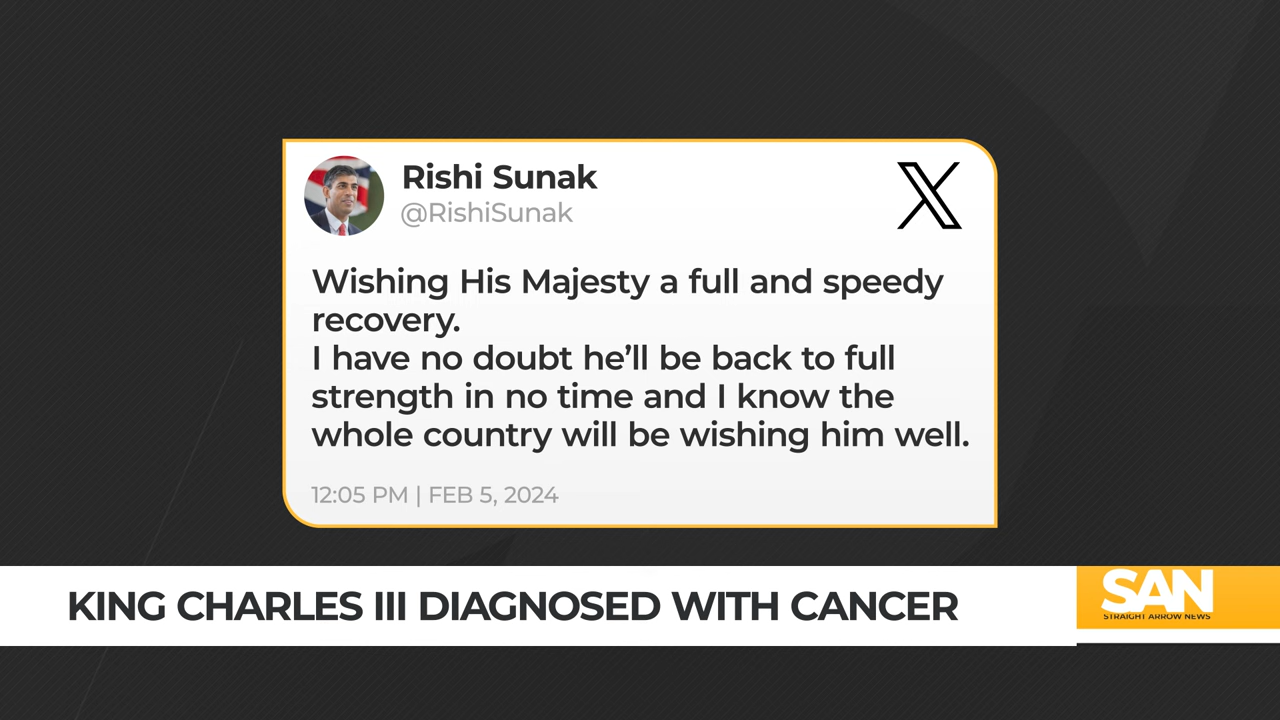 Rishi Sunak
@RishiSunak
Wishing His Majesty a full and speedy
recovery.
I have no doubt he’ll be back to full
strength in no time and I know the
whole country will be wishing him well.
12:05 PM | FEB 5, 2024
KING CHARLES III DIAGNOSED WITH CANCER
SAN
STRAIGHT ARROW NEWS